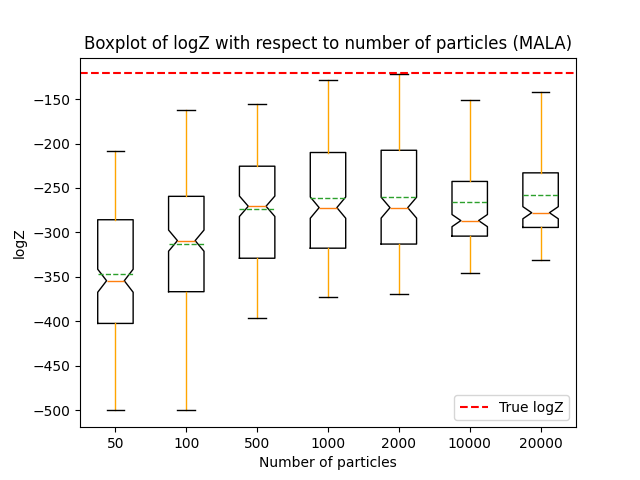 Boxplot of logZ with respect to number of particles (MALA)
−150
−200
−250
−300
−350
−400
−450
−500
logZ
50 100 500 1000 2000 10000 20000
Number of particles
True logZ